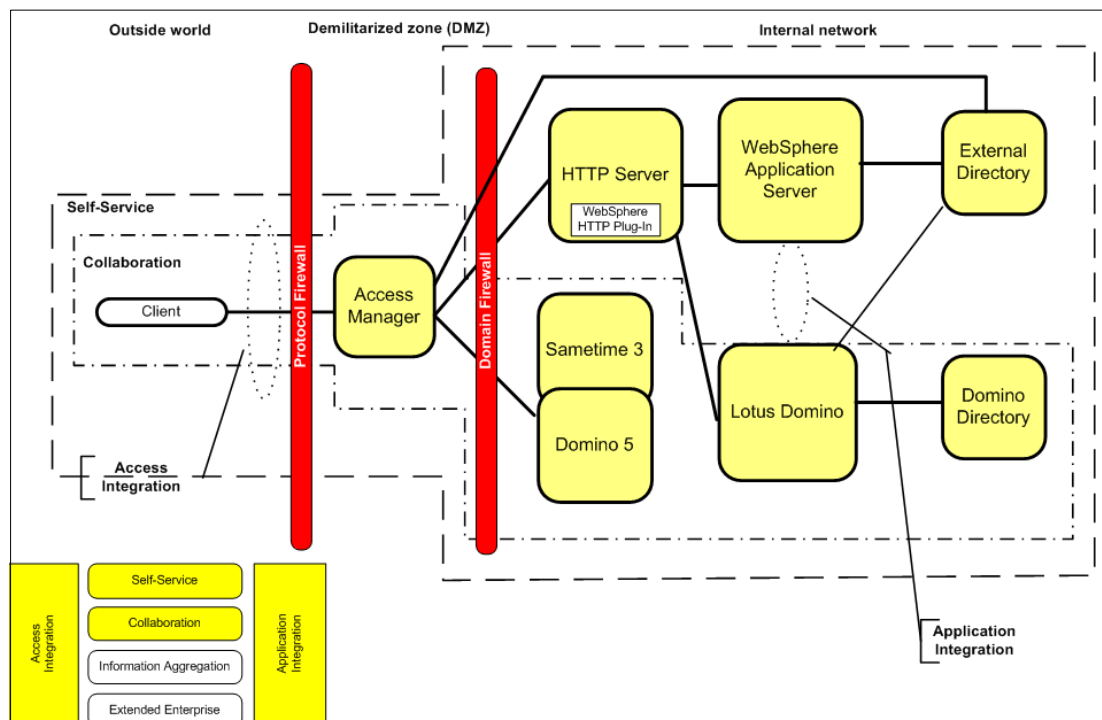 Outside world
Demilitarized zone (DMZ)
Internal network
Self-Service
Collaboration
Client
Protocol Firewall
Access
Manager
Domain Firewall
HTTP Server
WebSphere
HTTP Plug-In
WebSphere
Application
Server
External
Directory
Sametime 3
Domino 5
Lotus Domino
Domino
Directory
Access
Integration
Application
Integration
Access
Integration
Self-Service
Collaboration
Information Aggregation
Extended Enterprise
Application
Integration